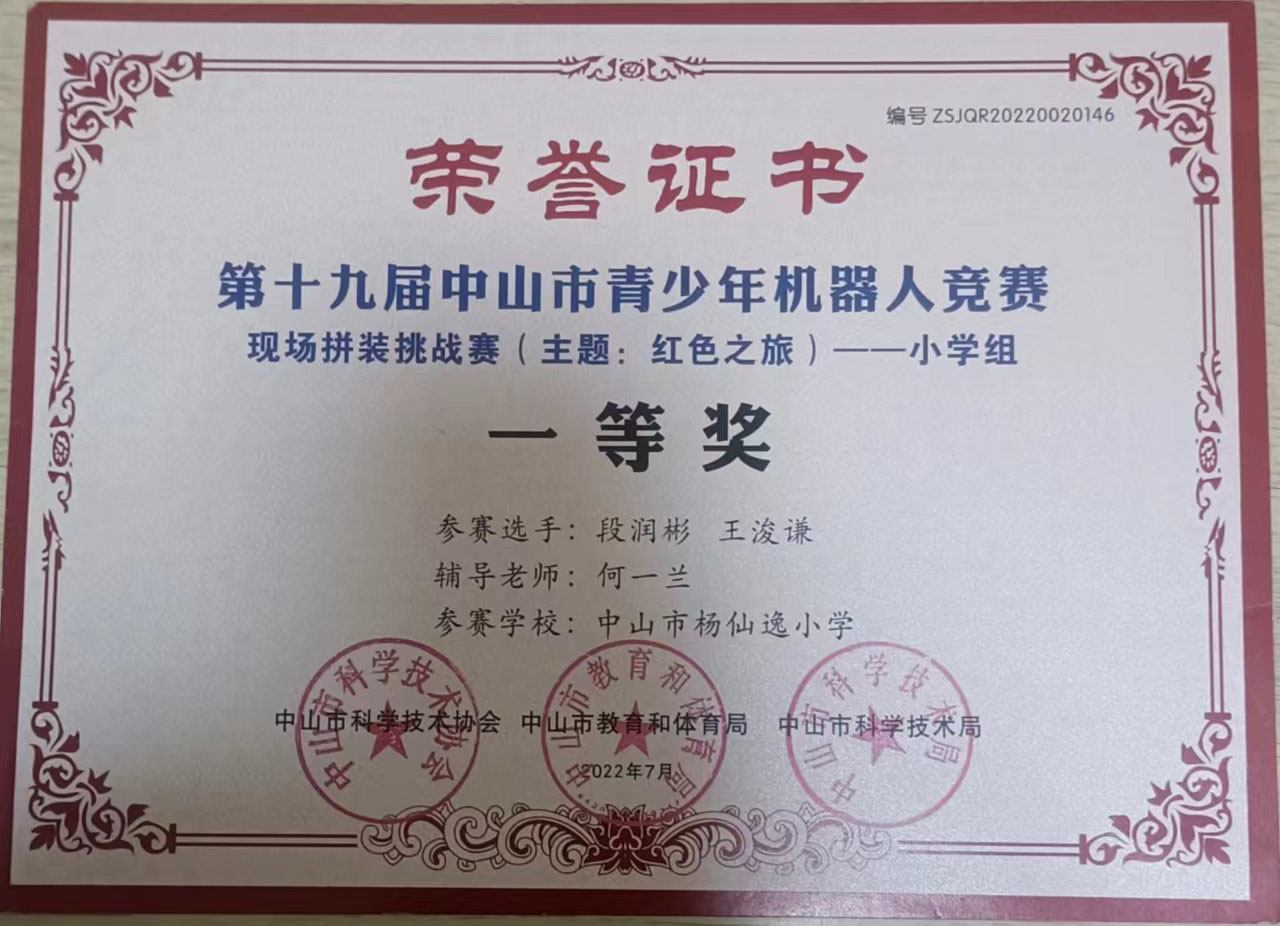 编号 ZSJQR20220020146
荣誉证书
第十九届中山市青少年机器人竞赛
现场拼装挑战赛（主题：红色之旅）——小学组
一等奖
参赛选手：段润彬 王浚谦
辅导老师：何一兰
参赛学校：中山市杨仙逸小学
中山市科学技术协会 中山市教育和体育局 中山市科学技术局
2022年7月
中山市科学技术协会
中山市教育和体育局
中山市科学技术局